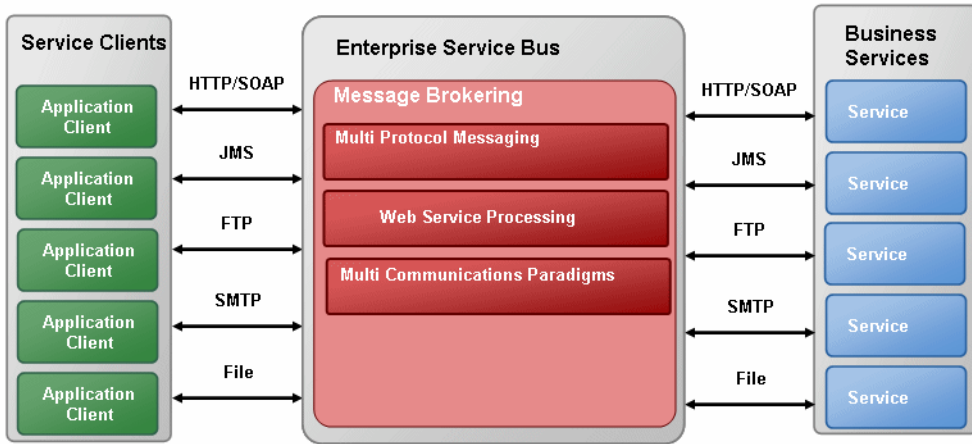 Service Clients
Application
Client
Application
Client
Application
Client
Application
Client
Application
Client
HTTP/SOAP
JMS
FTP
SMTP
File
Enterprise Service Bus
Message Brokering
Multi Protocol Messaging
Web Service Processing
Multi Communications Paradigms
HTTP/SOAP
JMS
FTP
SMTP
File
Business
Services
Service
Service
Service
Service
Service